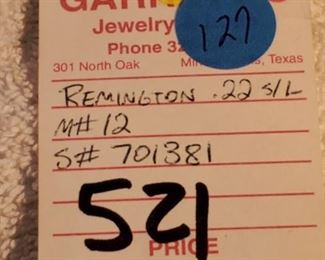 127
Jewelry
Phone 32
301 North Oak Texas
REMINGTON .22 S/L
M# 12
S# 701381
521
PRICE